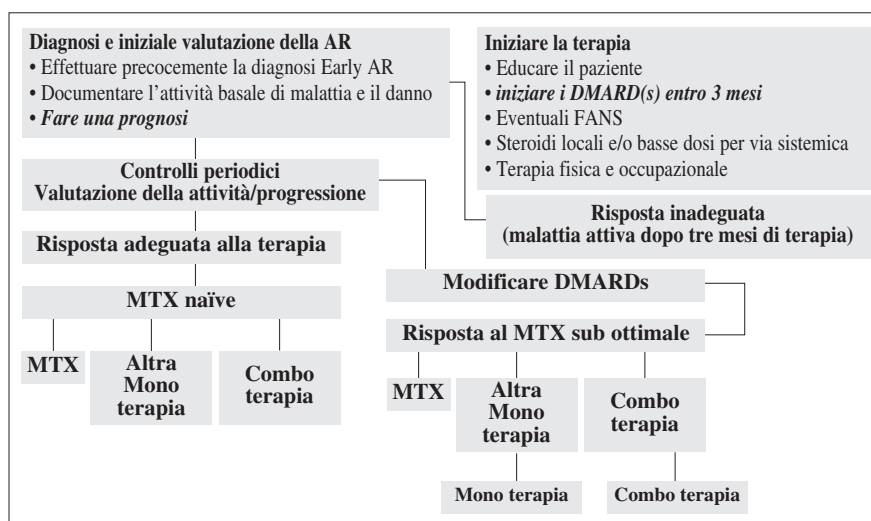 Diagnosi e iniziale valutazione della AR
• Effettuare precocemente la diagnosi Early AR
• Documentare l'attività basale di malattia e il danno
• Fare una prognosi
Iniziare la terapia
• Educare il paziente
• iniziare i DMARD(s) entro 3 mesi
• Eventuali FANS
• Steroidi locali e/o basse dosi per via sistemica
• Terapia fisica e occupazionale
Controlli periodici
Valutazione della attività/progressione
Risposta inadeguata
(malattia attiva dopo tre mesi di terapia)
Risposta adeguata alla terapia
Modificare DMARDs
MTX naïve
Risposta al MTX sub ottimale
MTX
Altra
Mono
terapia
Combo
terapia
MTX
Altra
Mono
terapia
Combo
terapia
Mono terapia
Combo terapia